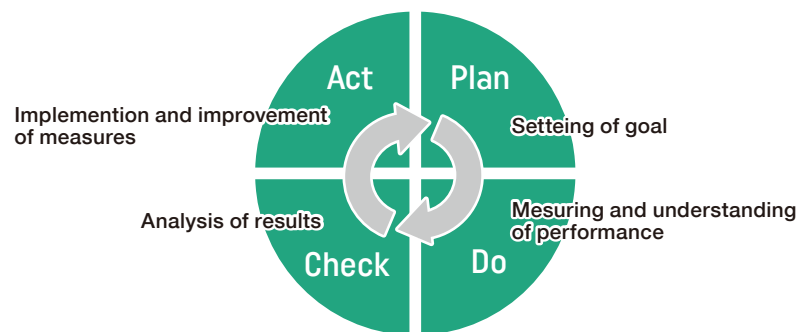 Act
Plan
Implemention and improvement
of measures
Setteing of goal
Analysis of results
Mesuring and understanding
of performance
Check
Do